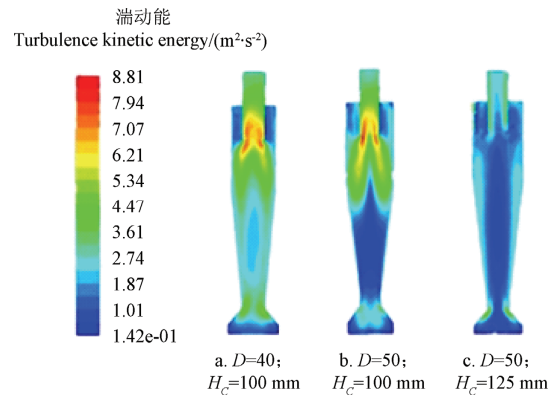 湍动能
Turbulence kinetic energy/(m²·s⁻²)
8.81
7.94
7.07
6.21
5.34
4.47
3.61
2.74
1.87
1.01
1.42e-01
a. D=40； b. D=50； c. D=50；
H_C=100 mm H_C=100 mm H_C=125 mm